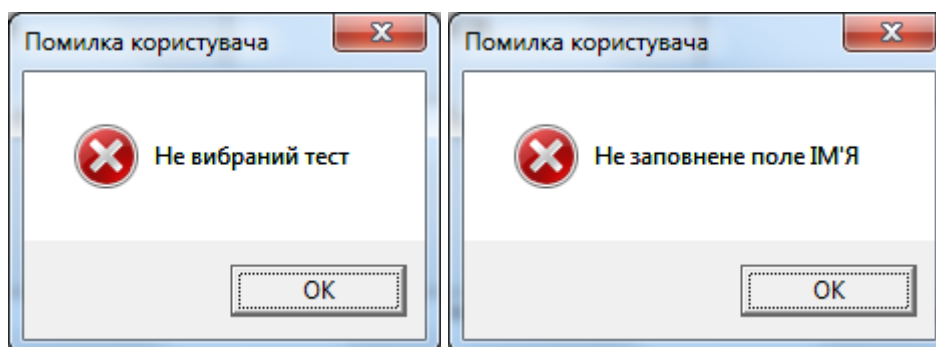 Помилка користувача
Не вибраний тест
OK
Помилка користувача
Не заповнене поле ІМ'Я
OK